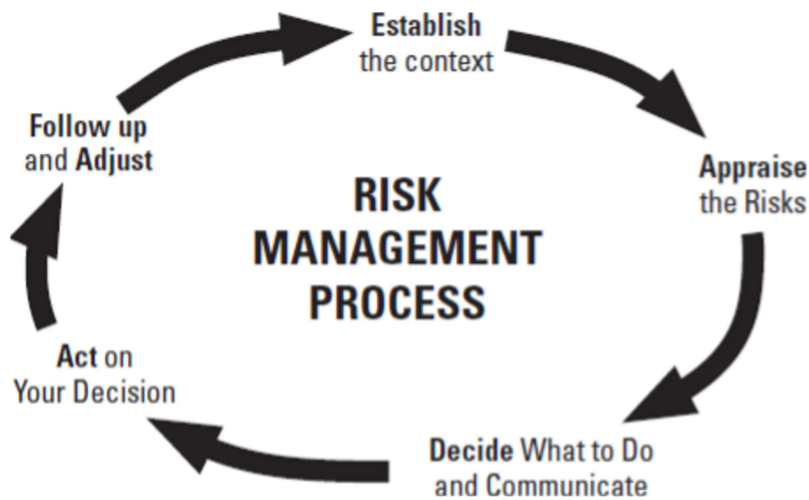 Establish
the context
Appraise
the Risks
Decide What to Do
and Communicate
Act on
Your Decision
Follow up
and Adjust
RISK
MANAGEMENT
PROCESS